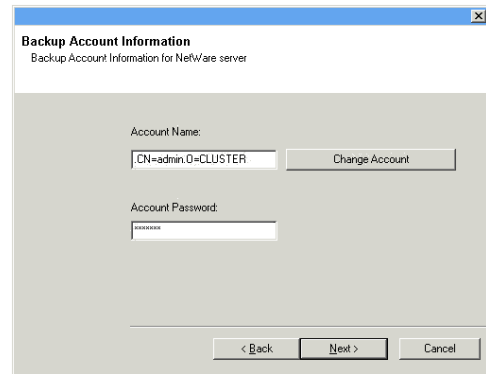 Backup Account Information
Backup Account Information for NetWare server
Account Name:
.CN=admin.O=CLUSTER
Change Account
Account Password:
*******
< Back
Next >
Cancel